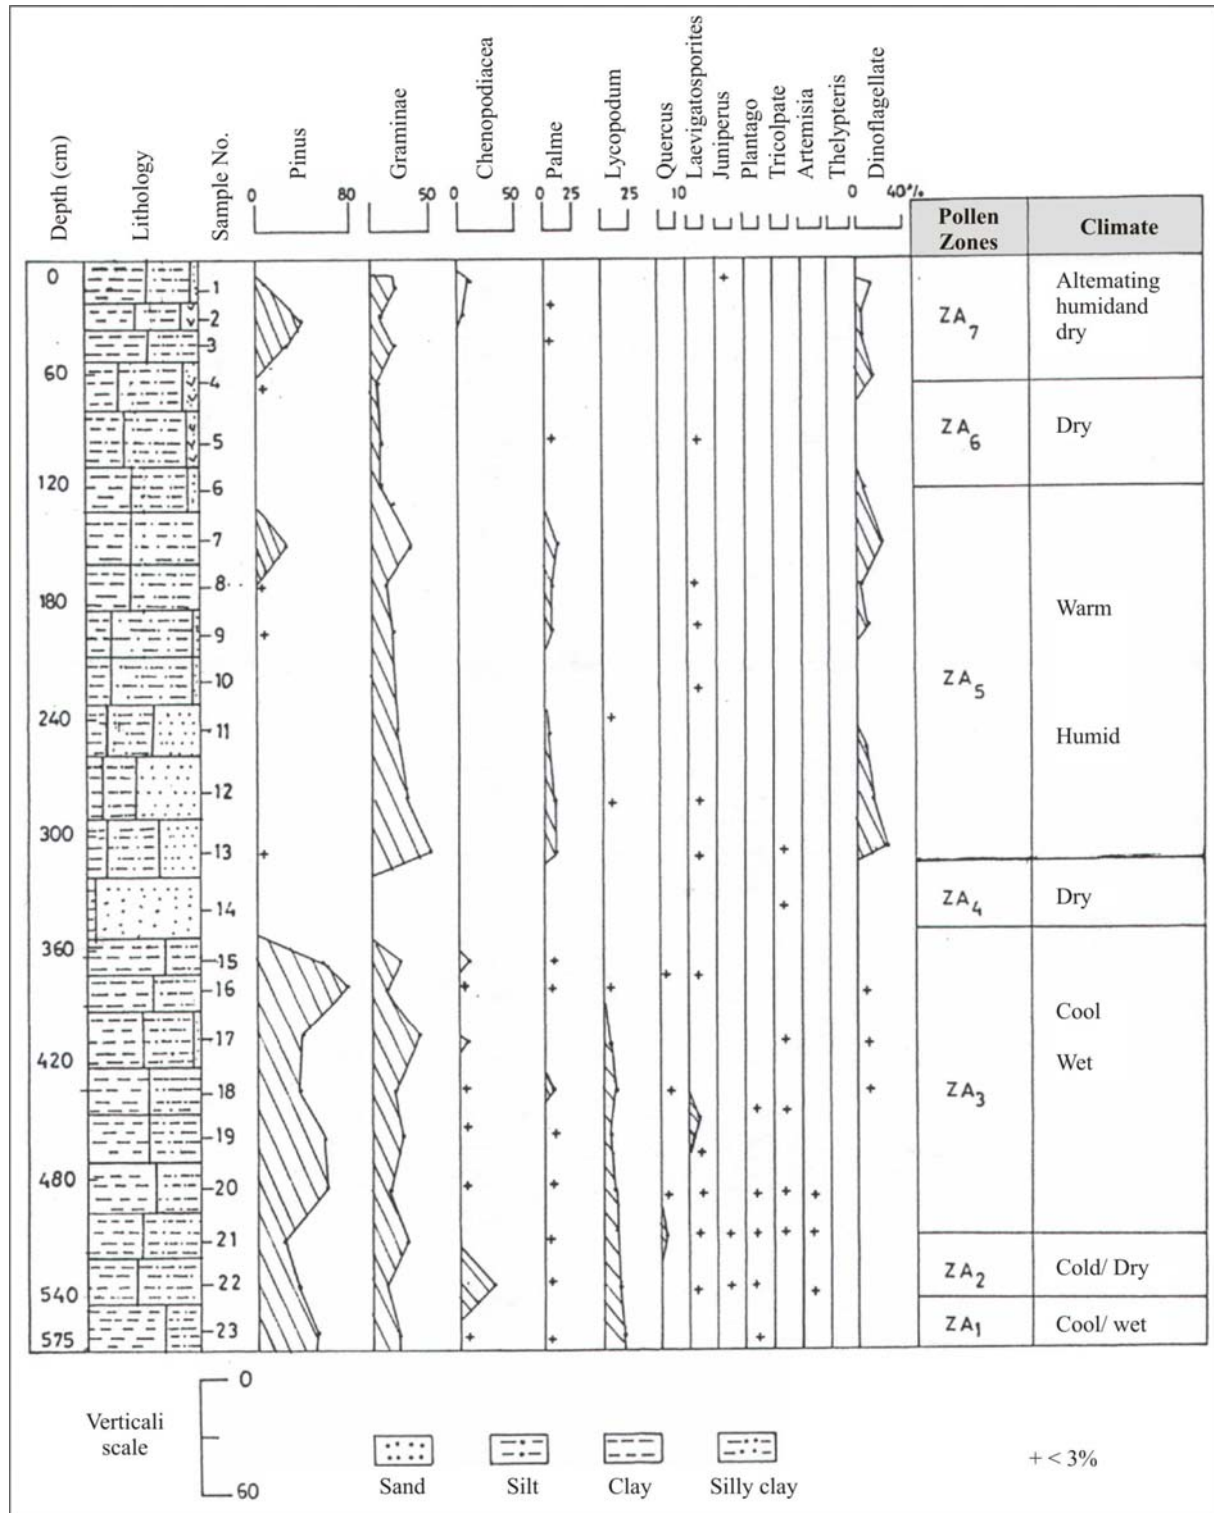 Depth (cm)
Lithology
Sample No.
Pinus
Graminae
Chenopodiacea
Palme
Lycopodum
Quercus
Laevigatosporites
Juniperus
Plantago
Tricolpate
Artemisia
Thelypteris
Dinoflagellate
0 80 50 0 50 0 25 25 10 0 40%
Pollen Zones
Climate
0
60
120
180
240
300
360
420
480
540
575
1
2
3
4
5
6
7
8
9
10
11
12
13
14
15
16
17
18
19
20
21
22
23
ZA7
Altemating
humidand
dry
ZA6
Dry
ZA5
Warm
Humid
ZA4
Dry
ZA3
Cool
Wet
ZA2
Cold/ Dry
ZA1
Cool/ wet
Verticali
scale
0
60
Sand
Silt
Clay
Silly clay
+ < 3%